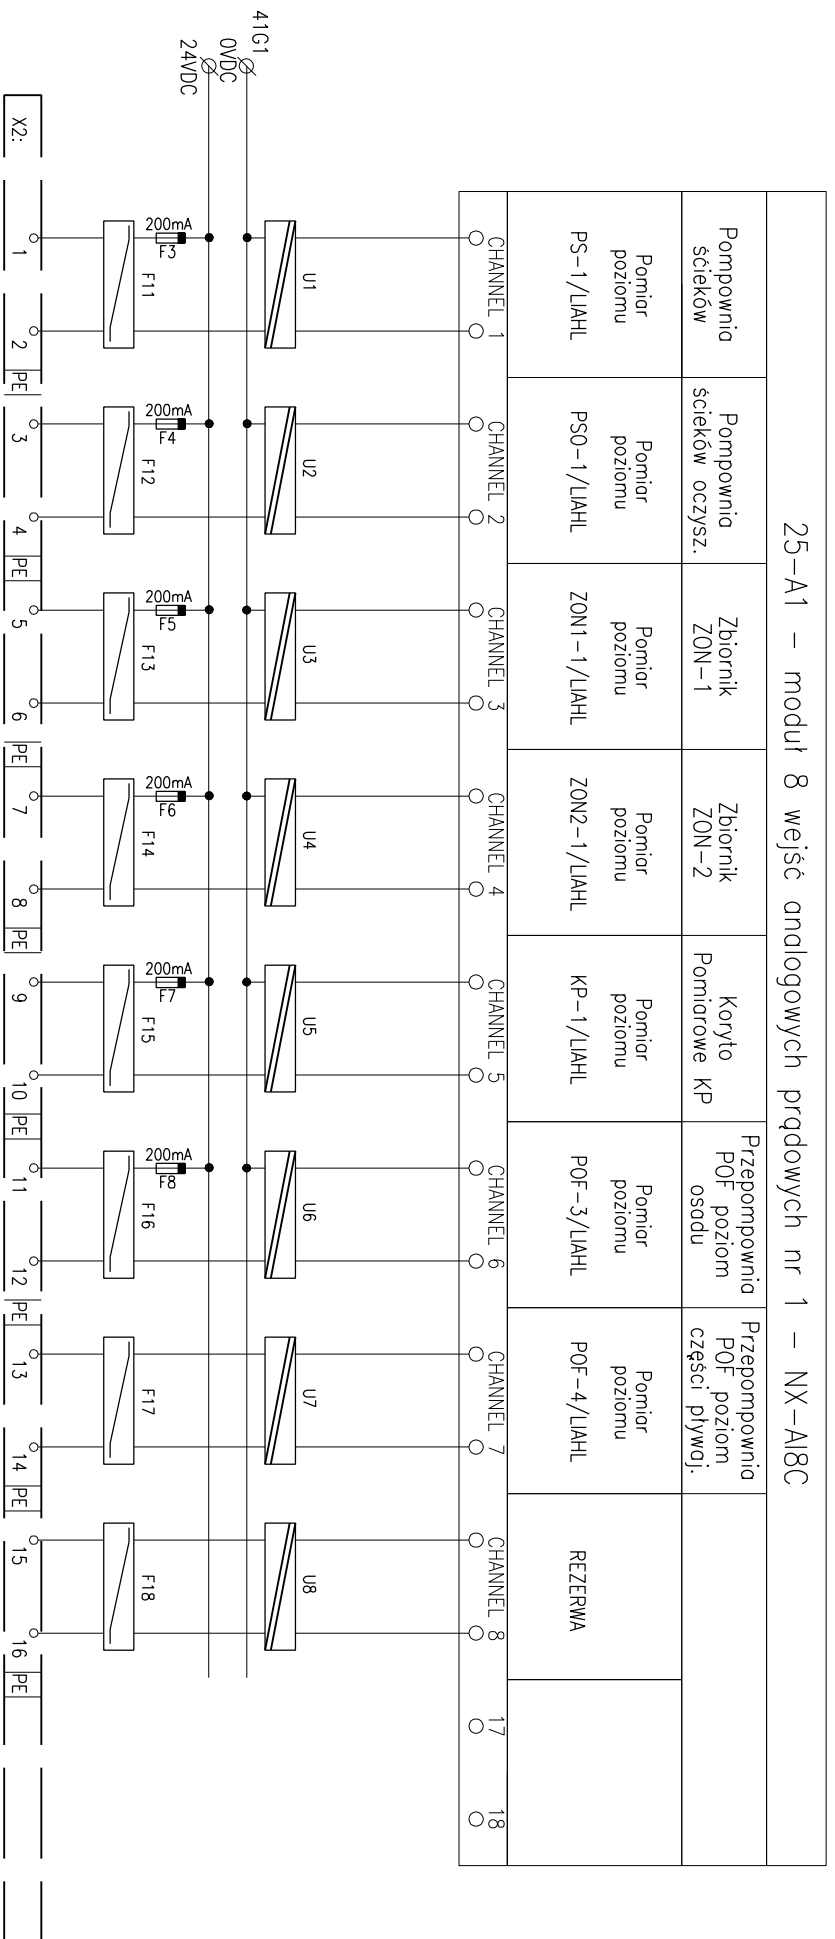 25-A1 - moduł 8 wejść analogowych prądowych nr 1 - NX-AI8C
Pompownia
ścieków
Pompownia
ścieków oczysz.
Zbiornik
ZON-1
Zbiornik
ZON-2
Koryto
Pomiarowe KP
Przepompownia
POF poziom
osadu
Przepompownia
POF poziom
części pływaj.
Pomiar
poziomu
PS-1/LIAHL
Pomiar
poziomu
PSO-1/LIAHL
Pomiar
poziomu
ZON1-1/LIAHL
Pomiar
poziomu
ZON2-1/LIAHL
Pomiar
poziomu
KP-1/LIAHL
Pomiar
poziomu
POF-3/LIAHL
Pomiar
poziomu
POF-4/LIAHL
REZERWA
CHANNEL 1
CHANNEL 2
CHANNEL 3
CHANNEL 4
CHANNEL 5
CHANNEL 6
CHANNEL 7
CHANNEL 8
17
18
U1
U2
U3
U4
U5
U6
U7
U8
41G1
0VDC
24VDC
200mA
F3
200mA
F4
200mA
F5
200mA
F6
200mA
F7
200mA
F8
F11
F12
F13
F14
F15
F16
F17
F18
X2:
1
2
PE
3
4
PE
5
6
PE
7
8
PE
9
10
PE
11
12
PE
13
14
PE
15
16
PE